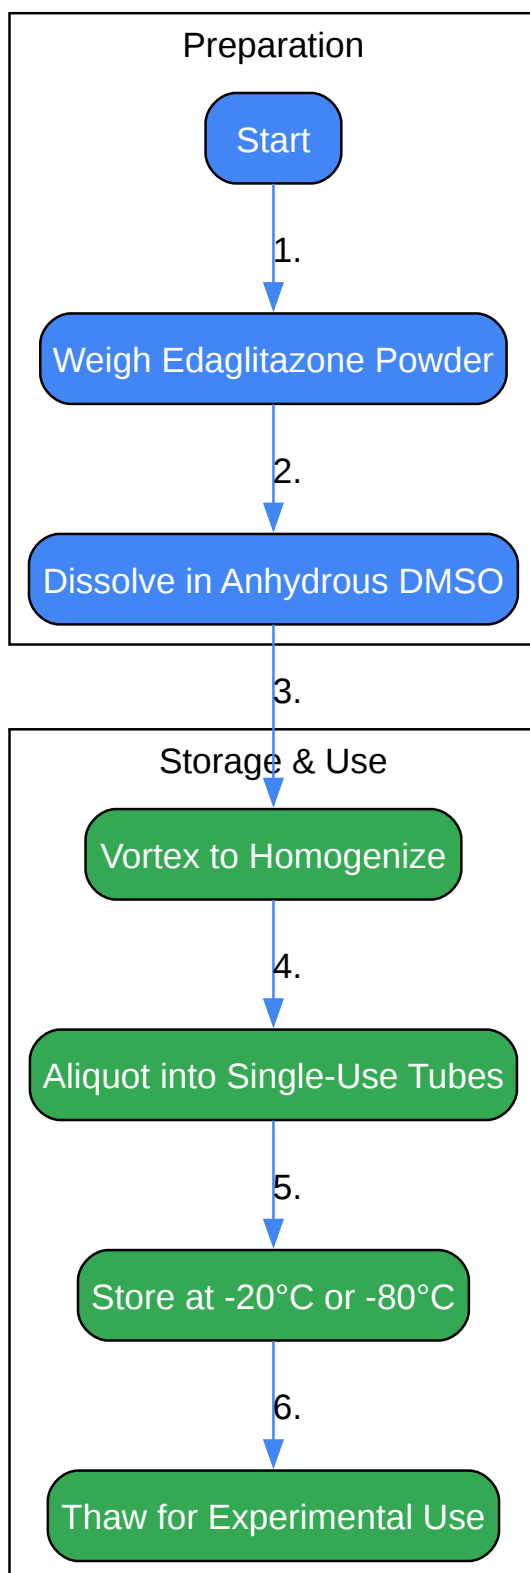 Preparation
Start
1.
Weigh Edaglitazone Powder
2.
Dissolve in Anhydrous DMSO
3.
Storage & Use
Vortex to Homogenize
4.
Aliquot into Single-Use Tubes
5.
Store at -20°C or -80°C
6.
Thaw for Experimental Use